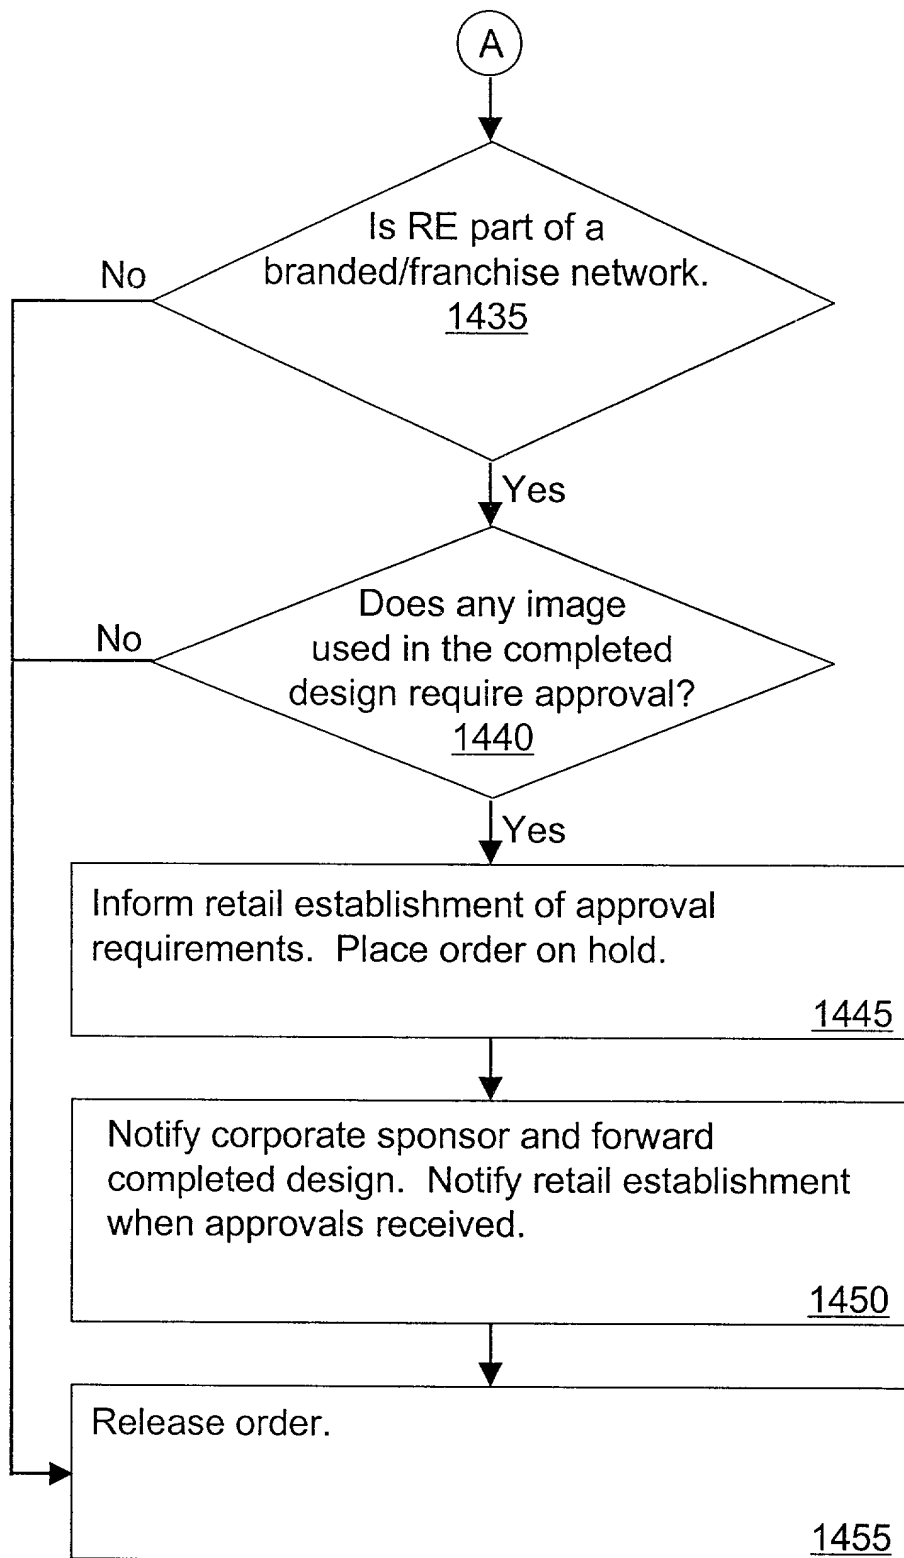 A
Is RE part of a
branded/franchise network.
1435
No
Yes
Does any image
used in the completed
design require approval?
1440
No
Yes
Inform retail establishment of approval
requirements. Place order on hold.
1445
Notify corporate sponsor and forward
completed design. Notify retail establishment
when approvals received.
1450
Release order.
1455